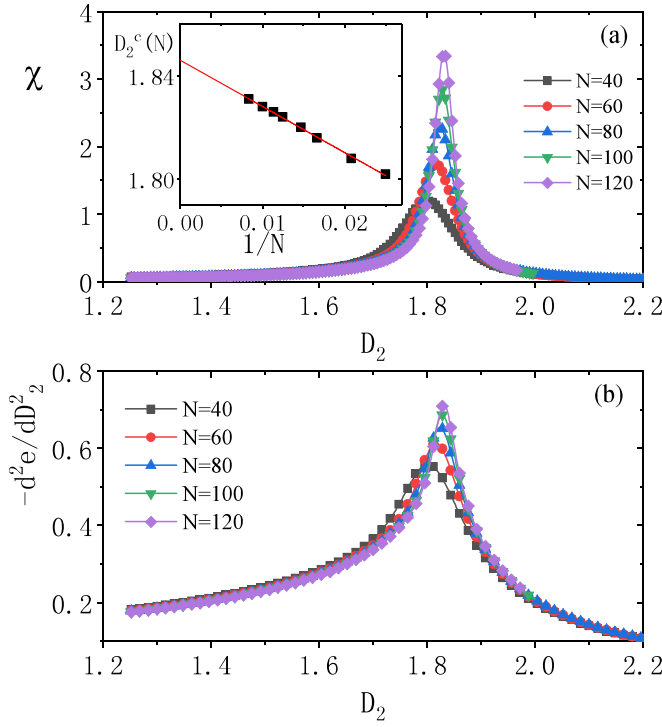 (a)
χ
4
3
2
1
0
D₂ᶜ(N)
1.84
1.80
0.00
0.01
0.02
1/N
N=40
N=60
N=80
N=100
N=120
1.2
1.4
1.6
1.8
2.0
2.2
D₂
(b)
-d²e/dD²₂
0.8
0.6
0.4
0.2
N=40
N=60
N=80
N=100
N=120
1.2
1.4
1.6
1.8
2.0
2.2
D₂